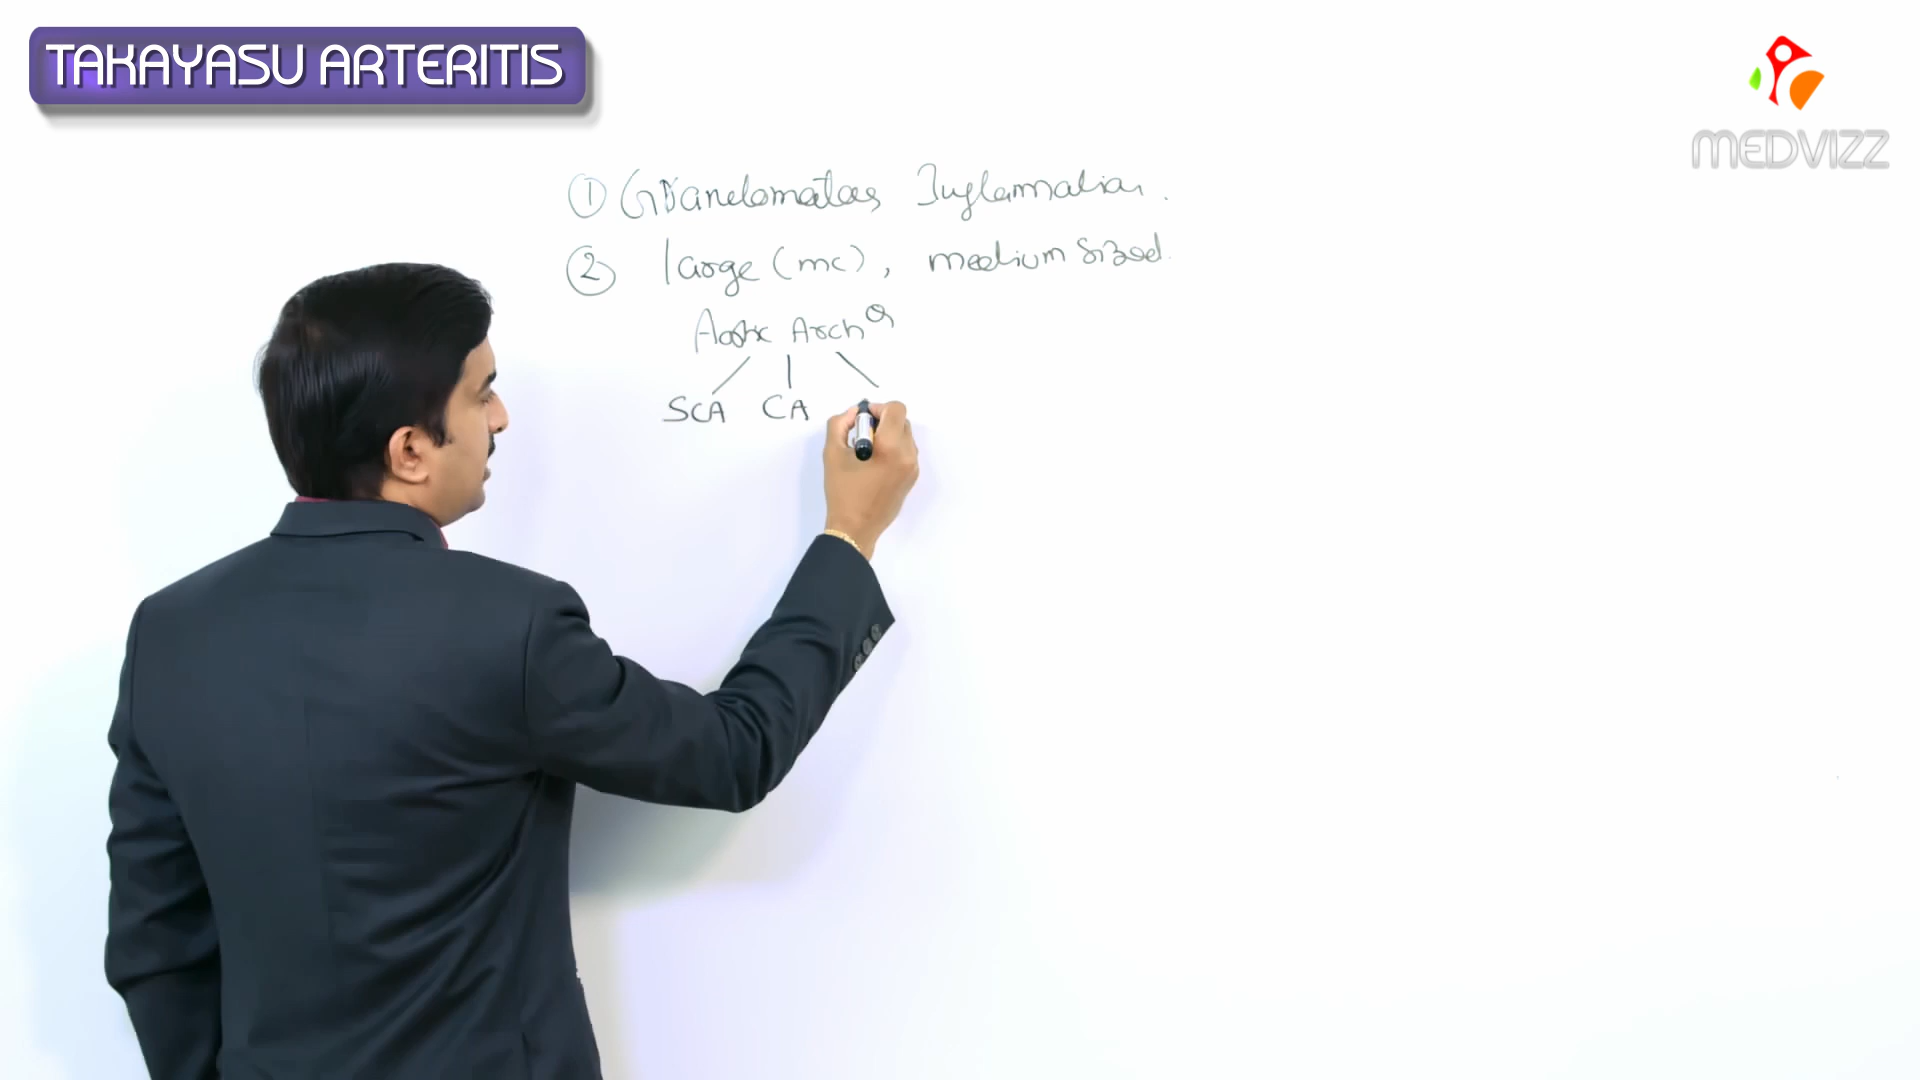 TAKAYASU ARTERITIS
MEDVIZZ
① Granulomatous Inflammation.
② large (mc), medium sized.
Aortic Arch
SCA CA